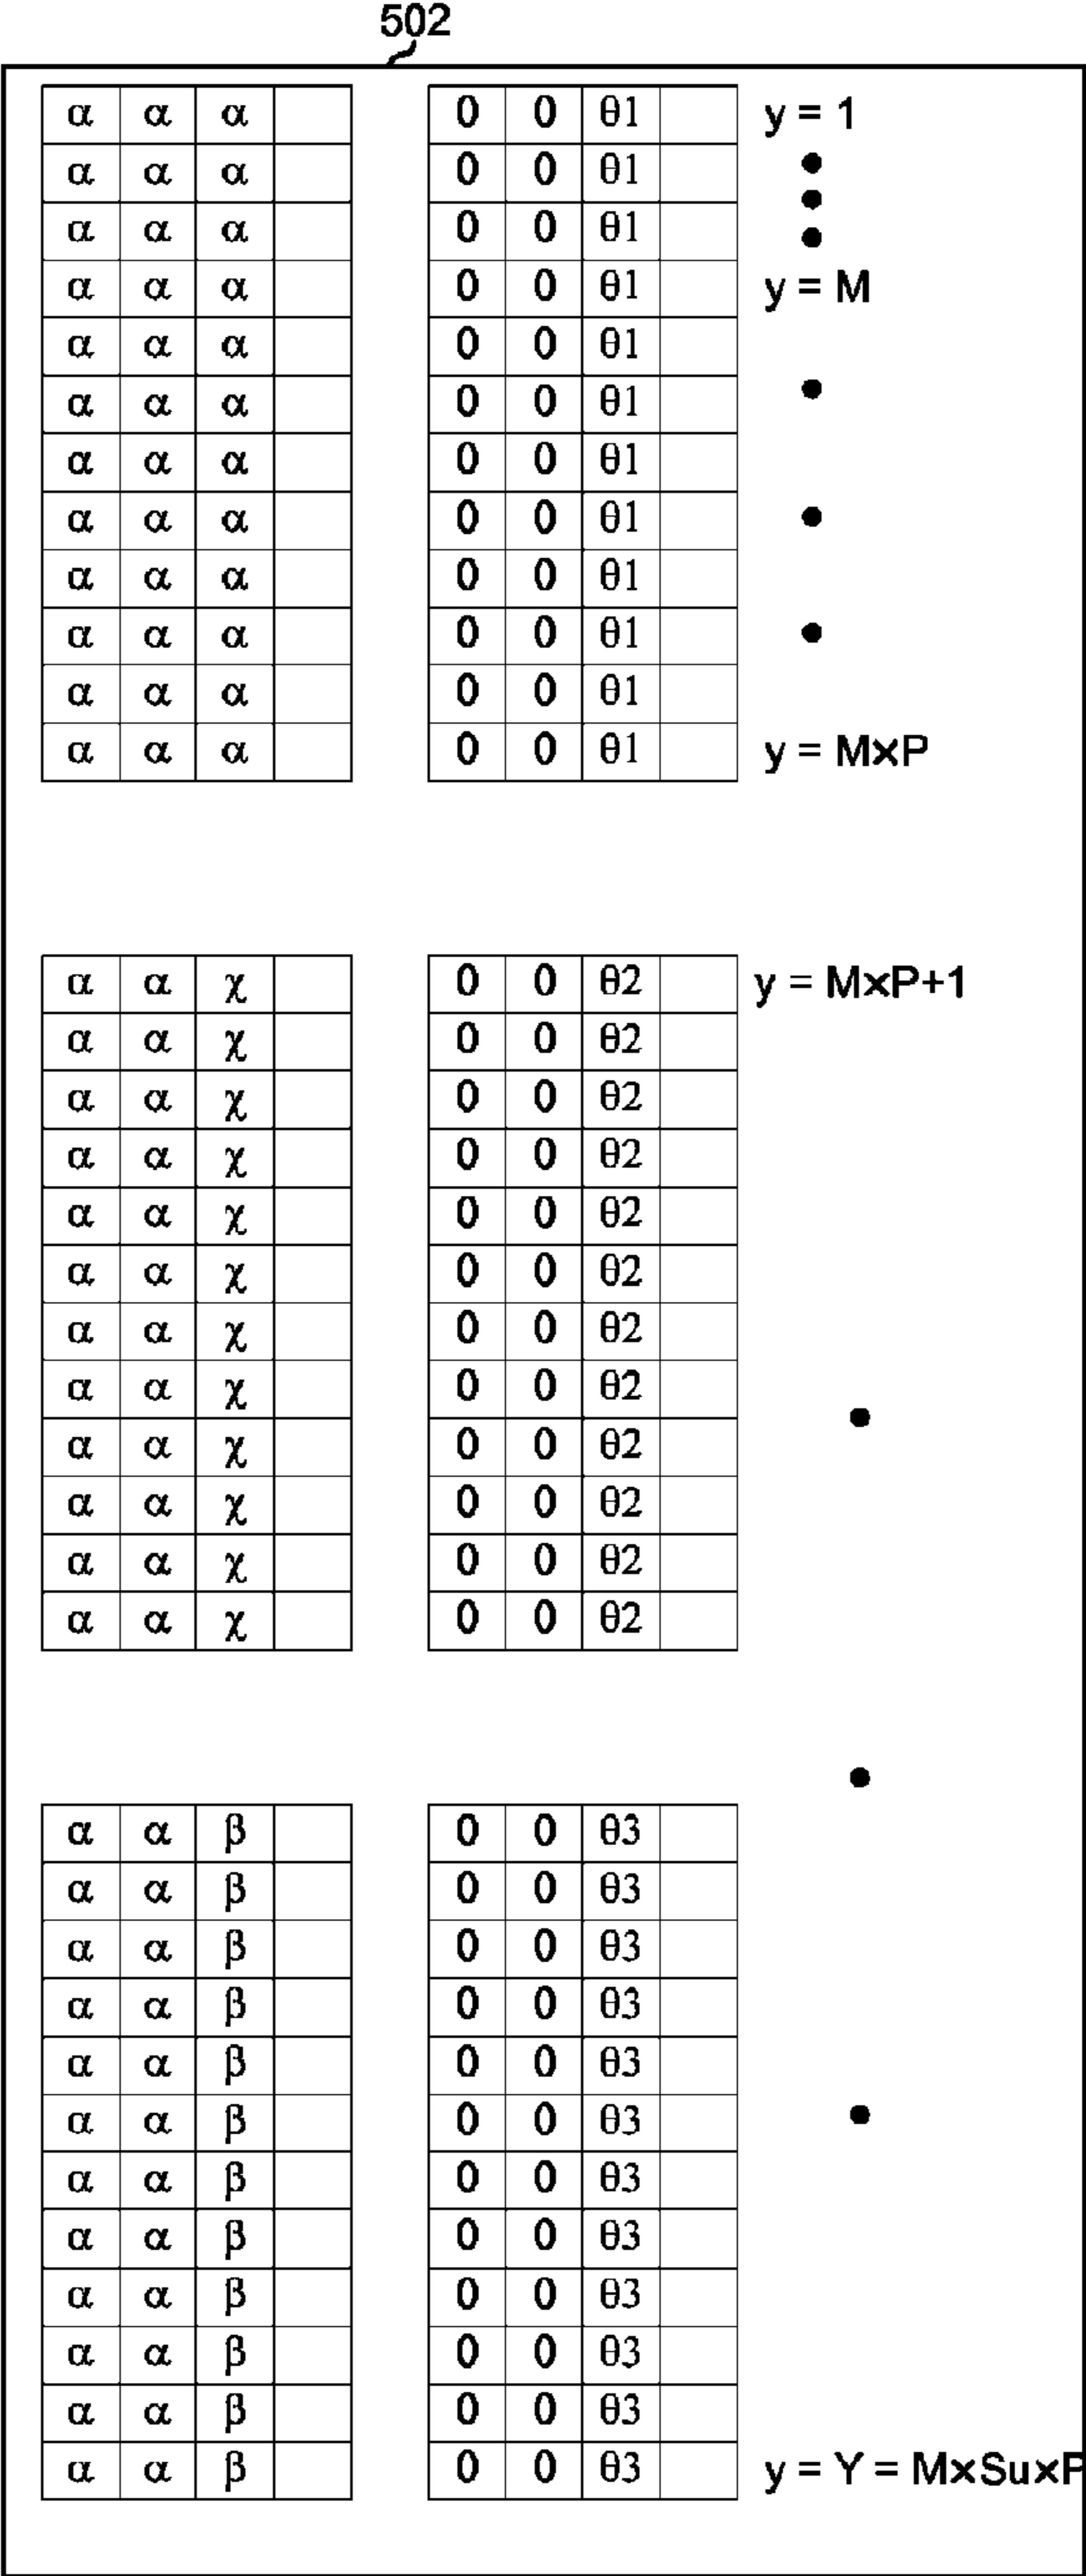 502
α α α 0 0 θ1 y = 1
α α α 0 0 θ1
α α α 0 0 θ1
α α α 0 0 θ1 y = M
α α α 0 0 θ1
α α α 0 0 θ1
α α α 0 0 θ1
α α α 0 0 θ1
α α α 0 0 θ1
α α α 0 0 θ1
α α α 0 0 θ1
α α α 0 0 θ1 y = M×P
α α χ 0 0 θ2 y = M×P+1
α α χ 0 0 θ2
α α χ 0 0 θ2
α α χ 0 0 θ2
α α χ 0 0 θ2
α α χ 0 0 θ2
α α χ 0 0 θ2
α α χ 0 0 θ2
α α χ 0 0 θ2
α α χ 0 0 θ2
α α χ 0 0 θ2
α α χ 0 0 θ2
α α β 0 0 θ3
α α β 0 0 θ3
α α β 0 0 θ3
α α β 0 0 θ3
α α β 0 0 θ3
α α β 0 0 θ3
α α β 0 0 θ3
α α β 0 0 θ3
α α β 0 0 θ3
α α β 0 0 θ3
α α β 0 0 θ3
α α β 0 0 θ3 y = Y = M×Su×P